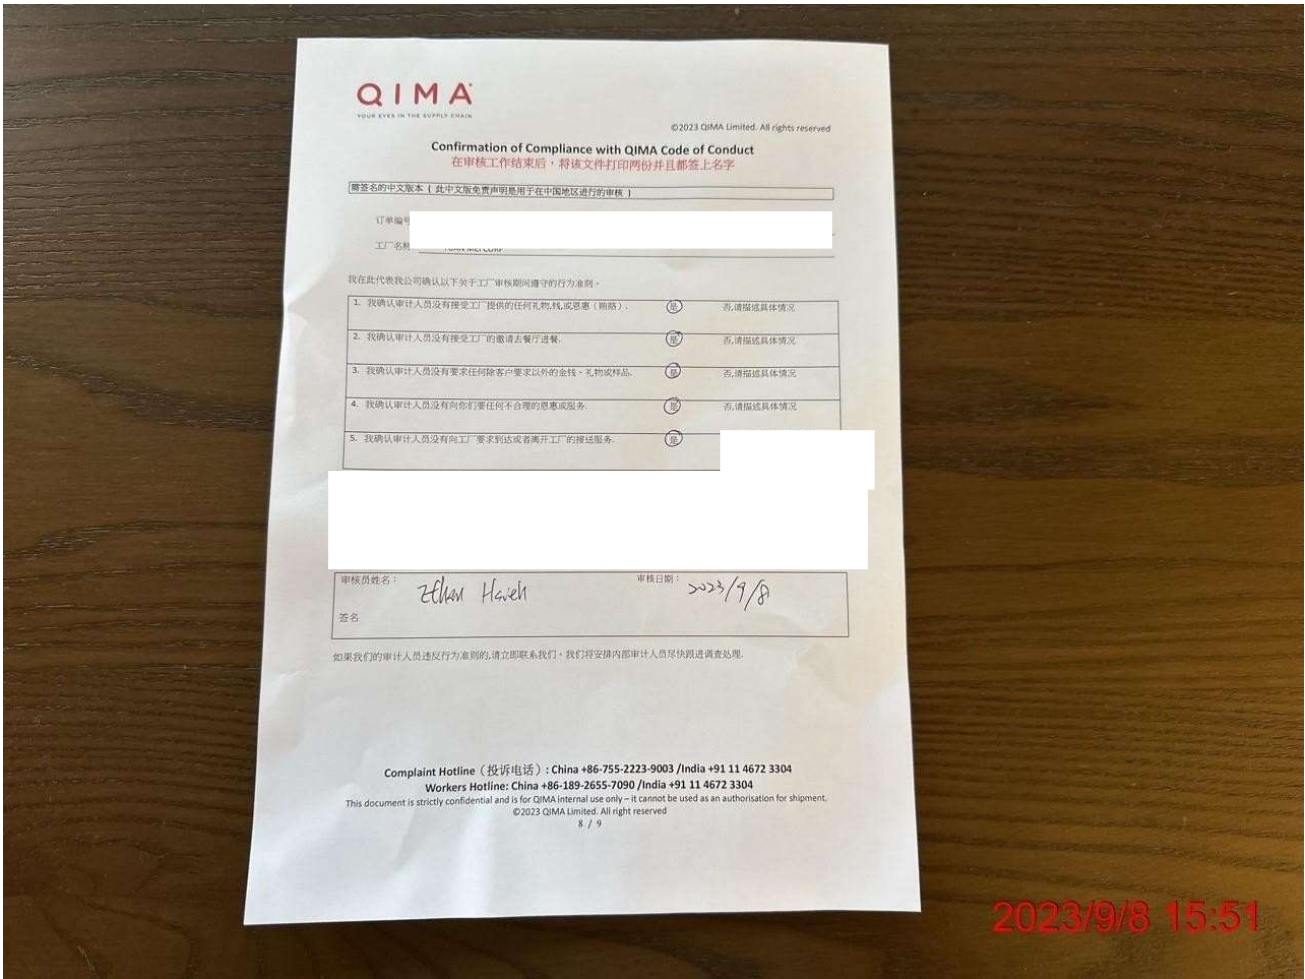 QIMA
YOUR EYES IN THE SUPPLY CHAIN
©2023 QIMA Limited. All rights reserved
Confirmation of Compliance with QIMA Code of Conduct
在审核工作结束后，将该文件打印两份并且都签上名字
需签名的中文版本 ( 此中文版免责声明是用于在中国地区进行的审核 )
订单编号
工厂名称
我在此代表我公司确认以下关于工厂审核期间遵守的行为准则。
1. 我确认审计人员没有接受工厂提供的任何礼物,钱,或恩惠（贿赂）. 是 否,请描述具体情况
2. 我确认审计人员没有接受工厂的邀请去餐厅进餐. 是 否,请描述具体情况
3. 我确认审计人员没有要求任何除客户要求以外的金钱、礼物或样品. 是 否,请描述具体情况
4. 我确认审计人员没有向你们要任何不合理的恩惠或服务. 是 否,请描述具体情况
5. 我确认审计人员没有向工厂要求到达或者离开工厂的接送服务. 是
审核员姓名： Ethan Hsieh 审核日期： 2023/9/8
签名
如果我们的审计人员违反行为准则的,请立即联系我们。我们将安排内部审计人员尽快跟进调查处理.
Complaint Hotline（投诉电话）: China +86-755-2223-9003 /India +91 11 4672 3304
Workers Hotline: China +86-189-2655-7090 /India +91 11 4672 3304
This document is strictly confidential and is for QIMA internal use only – it cannot be used as an authorisation for shipment.
©2023 QIMA Limited. All right reserved
8 / 9
2023/9/8 15:51